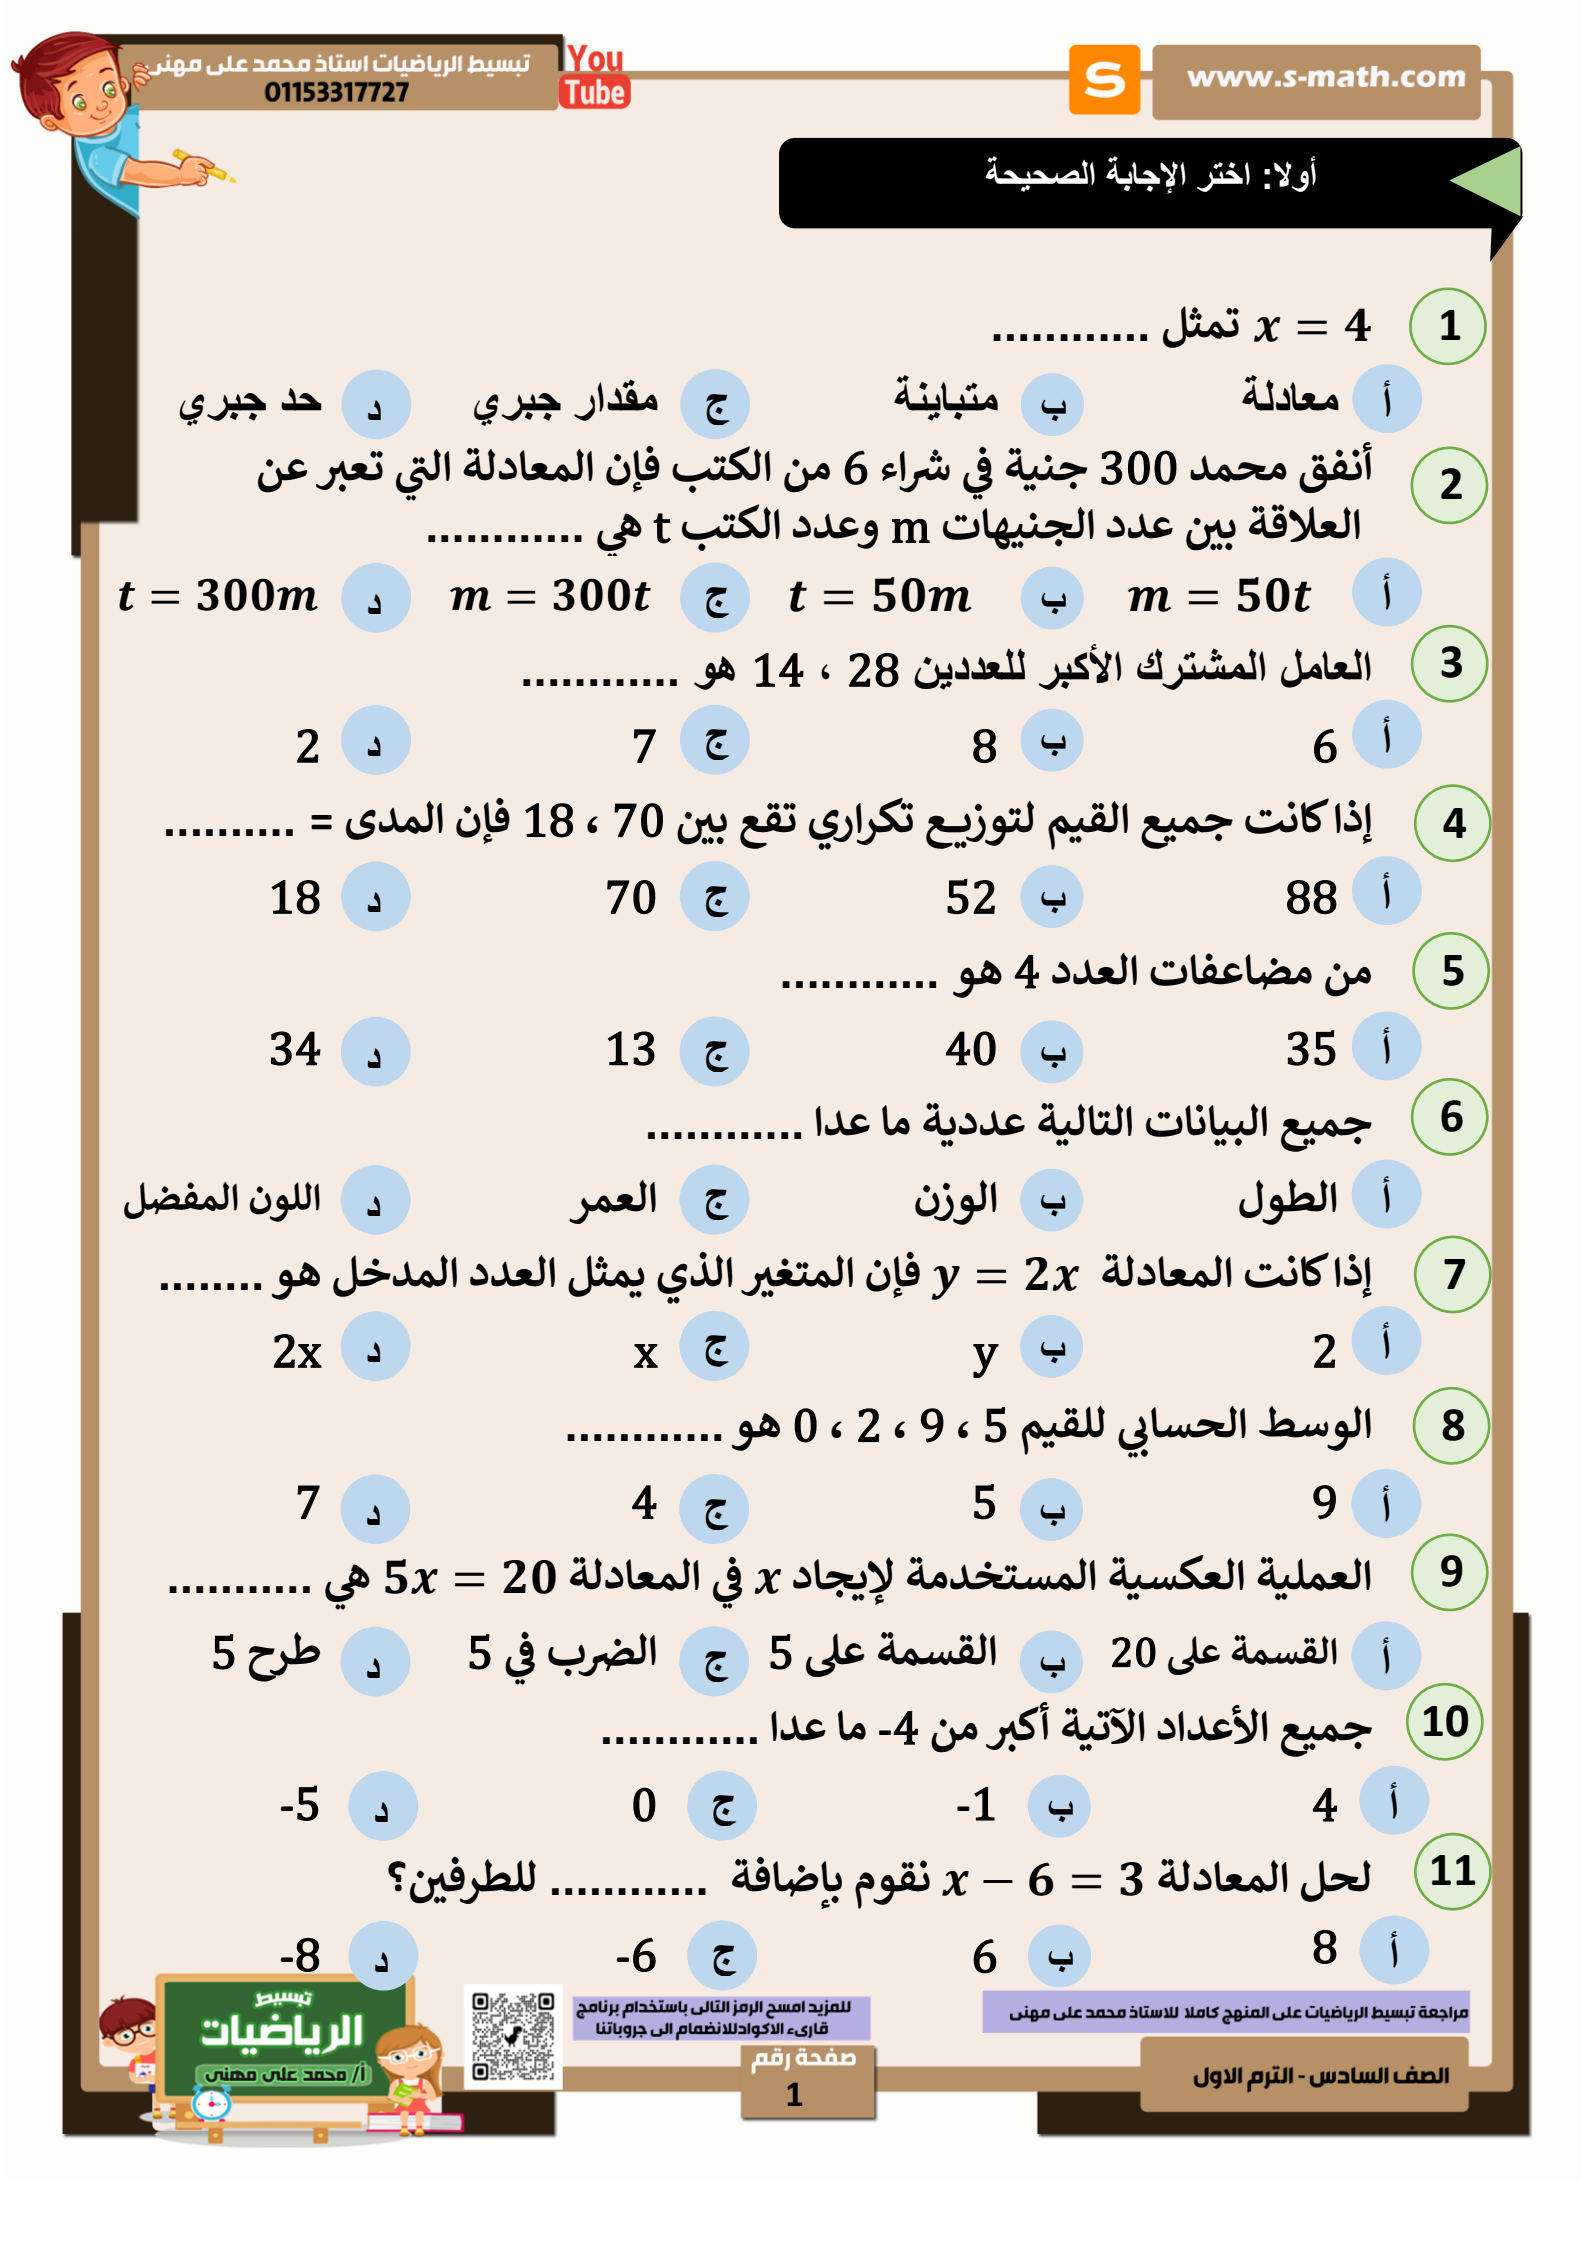 تبسيط الرياضيات استاذ محمد على مهنى
01153317727
You
Tube
S
www.s-math.com
أولا: اختر الإجابة الصحيحة
1 x = 4 تمثل ............
أ معادلة ب متباينة ج مقدار جبري د حد جبري
2 أنفق محمد 300 جنية في شراء 6 من الكتب فإن المعادلة التي تعبر عن
العلاقة بين عدد الجنيهات m وعدد الكتب t هي ............
أ m = 50t ب t = 50m ج m = 300t د t = 300m
3 العامل المشترك الأكبر للعددين 28 ، 14 هو ............
أ 6 ب 8 ج 7 د 2
4 إذا كانت جميع القيم لتوزيع تكراري تقع بين 70 ، 18 فإن المدى = ..........
أ 88 ب 52 ج 70 د 18
5 من مضاعفات العدد 4 هو ............
أ 35 ب 40 ج 13 د 34
6 جميع البيانات التالية عددية ما عدا ............
أ الطول ب الوزن ج العمر د اللون المفضل
7 إذا كانت المعادلة y = 2x فإن المتغير الذي يمثل العدد المدخل هو ........
أ 2 ب y ج x د 2x
8 الوسط الحسابي للقيم 5 ، 9 ، 2 ، 0 هو ............
أ 9 ب 5 ج 4 د 7
9 العملية العكسية المستخدمة لإيجاد x في المعادلة 5x = 20 هي ...........
أ القسمة على 20 ب القسمة على 5 ج الضرب في 5 د طرح 5
10 جميع الأعداد الآتية أكبر من 4- ما عدا ............
أ 4 ب -1 ج 0 د -5
11 لحل المعادلة x − 6 = 3 نقوم بإضافة ............ للطرفين؟
أ 8 ب 6 ج -6 د -8
مراجعة تبسيط الرياضيات على المنهج كاملا للاستاذ محمد على مهنى
للمزيد امسح الرمز التالى باستخدام برنامج
قارىء الاكوادللانضمام الى جروباتنا
تبسيط
الرياضيات
أ/ محمد على مهنى
الصف السادس - الترم الاول
صفحة رقم
1